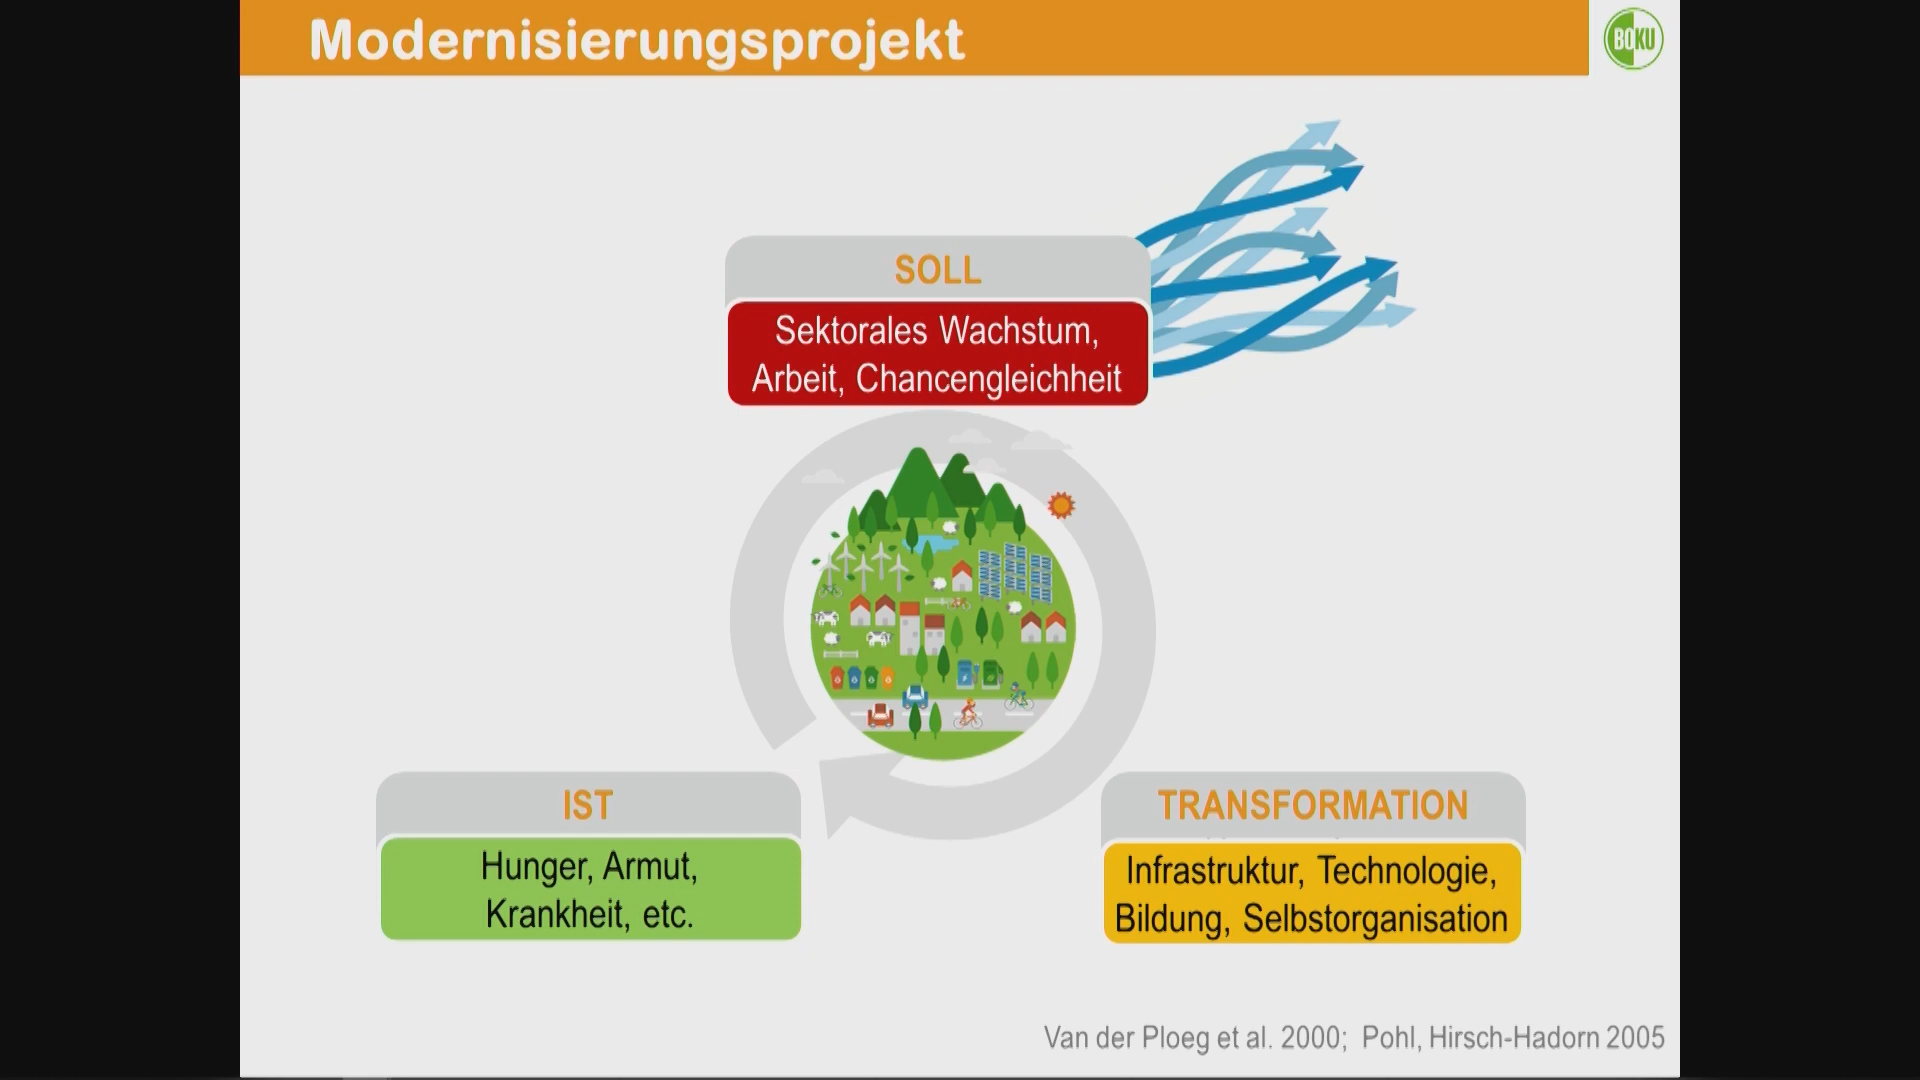 Modernisierungsprojekt
BOKU
SOLL
Sektorales Wachstum,
Arbeit, Chancengleichheit
IST
Hunger, Armut,
Krankheit, etc.
TRANSFORMATION
Infrastruktur, Technologie,
Bildung, Selbstorganisation
Van der Ploeg et al. 2000; Pohl, Hirsch-Hadorn 2005